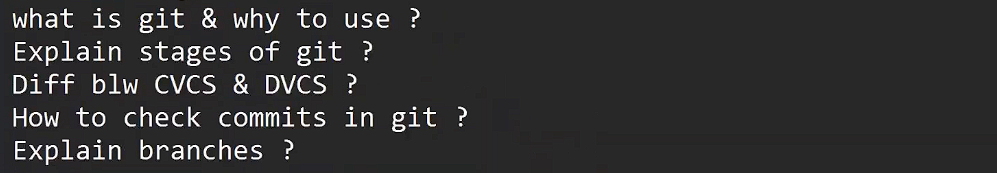 what is git & why to use ?
Explain stages of git ?
Diff blw CVCS & DVCS ?
How to check commits in git ?
Explain branches ?